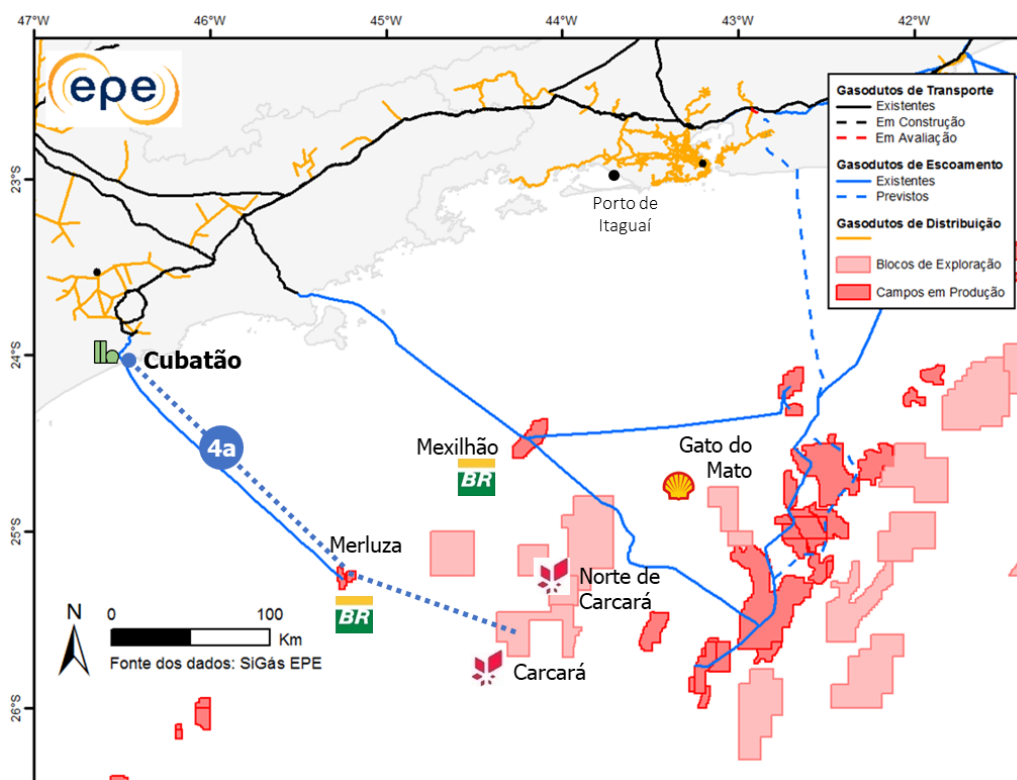 47°W
46°W
45°W
44°W
43°W
42°W
epe
Gasodutos de Transporte
Existentes
Em Construção
Em Avaliação
Gasodutos de Escoamento
Existentes
Previstos
Gasodutos de Distribuição
Blocos de Exploração
Campos em Produção
23°S
Porto de
Itaguaí
24°S
Cubatão
4a
Mexilhão
BR
Gato do
Mato
25°S
Merluza
BR
Norte de
Carcará
Carcará
N
0
100
Km
Fonte dos dados: SiGás EPE
26°S